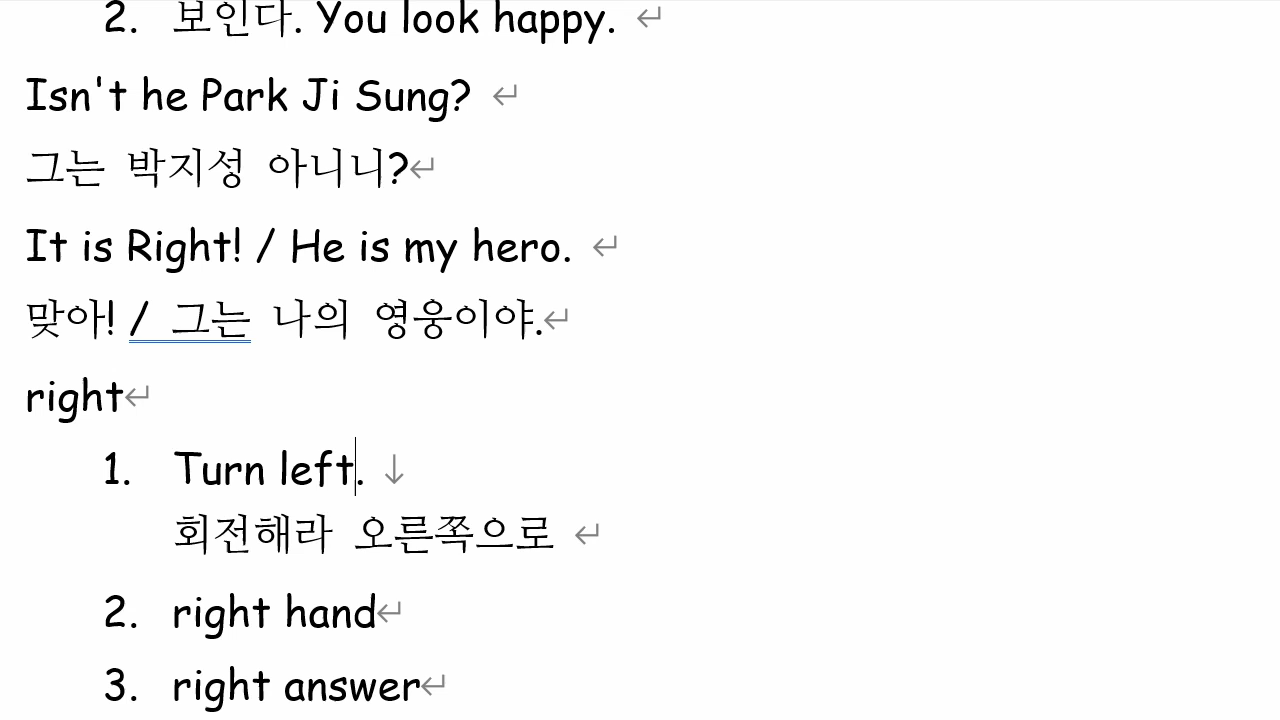 2. 보인다. You look happy.
Isn't he Park Ji Sung?
그는 박지성 아니니?
It is Right! / He is my hero.
맞아! / 그는 나의 영웅이야.
right
1. Turn left.
회전해라 오른쪽으로
2. right hand
3. right answer